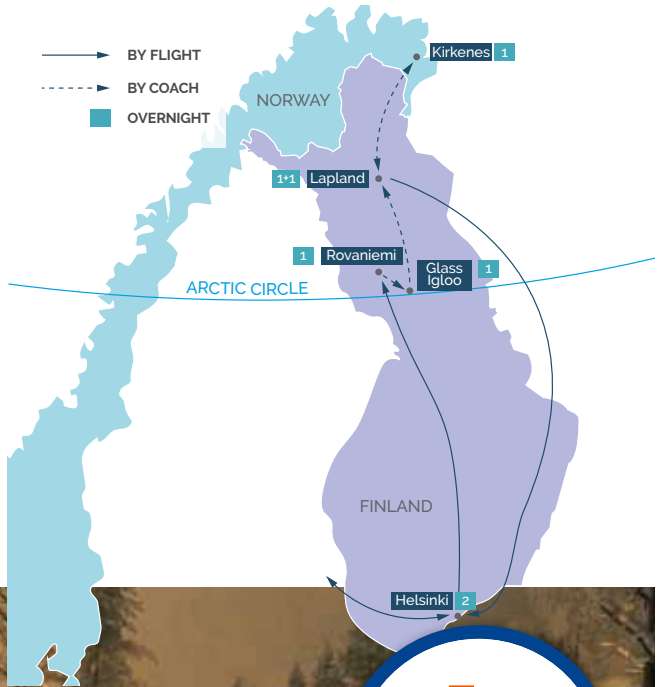 BY FLIGHT
BY COACH
OVERNIGHT
NORWAY
Kirkenes 1
1+1 Lapland
1 Rovaniemi
Glass 1
Igloo
ARCTIC CIRCLE
FINLAND
Helsinki 2